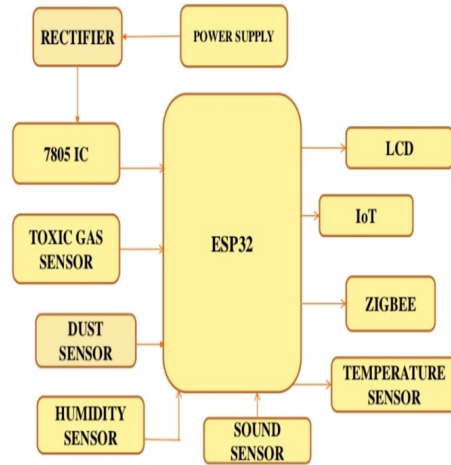 RECTIFIER
POWER SUPPLY
7805 IC
LCD
TOXIC GAS
SENSOR
IoT
ESP32
DUST
SENSOR
ZIGBEE
HUMIDITY
SENSOR
SOUND
SENSOR
TEMPERATURE
SENSOR